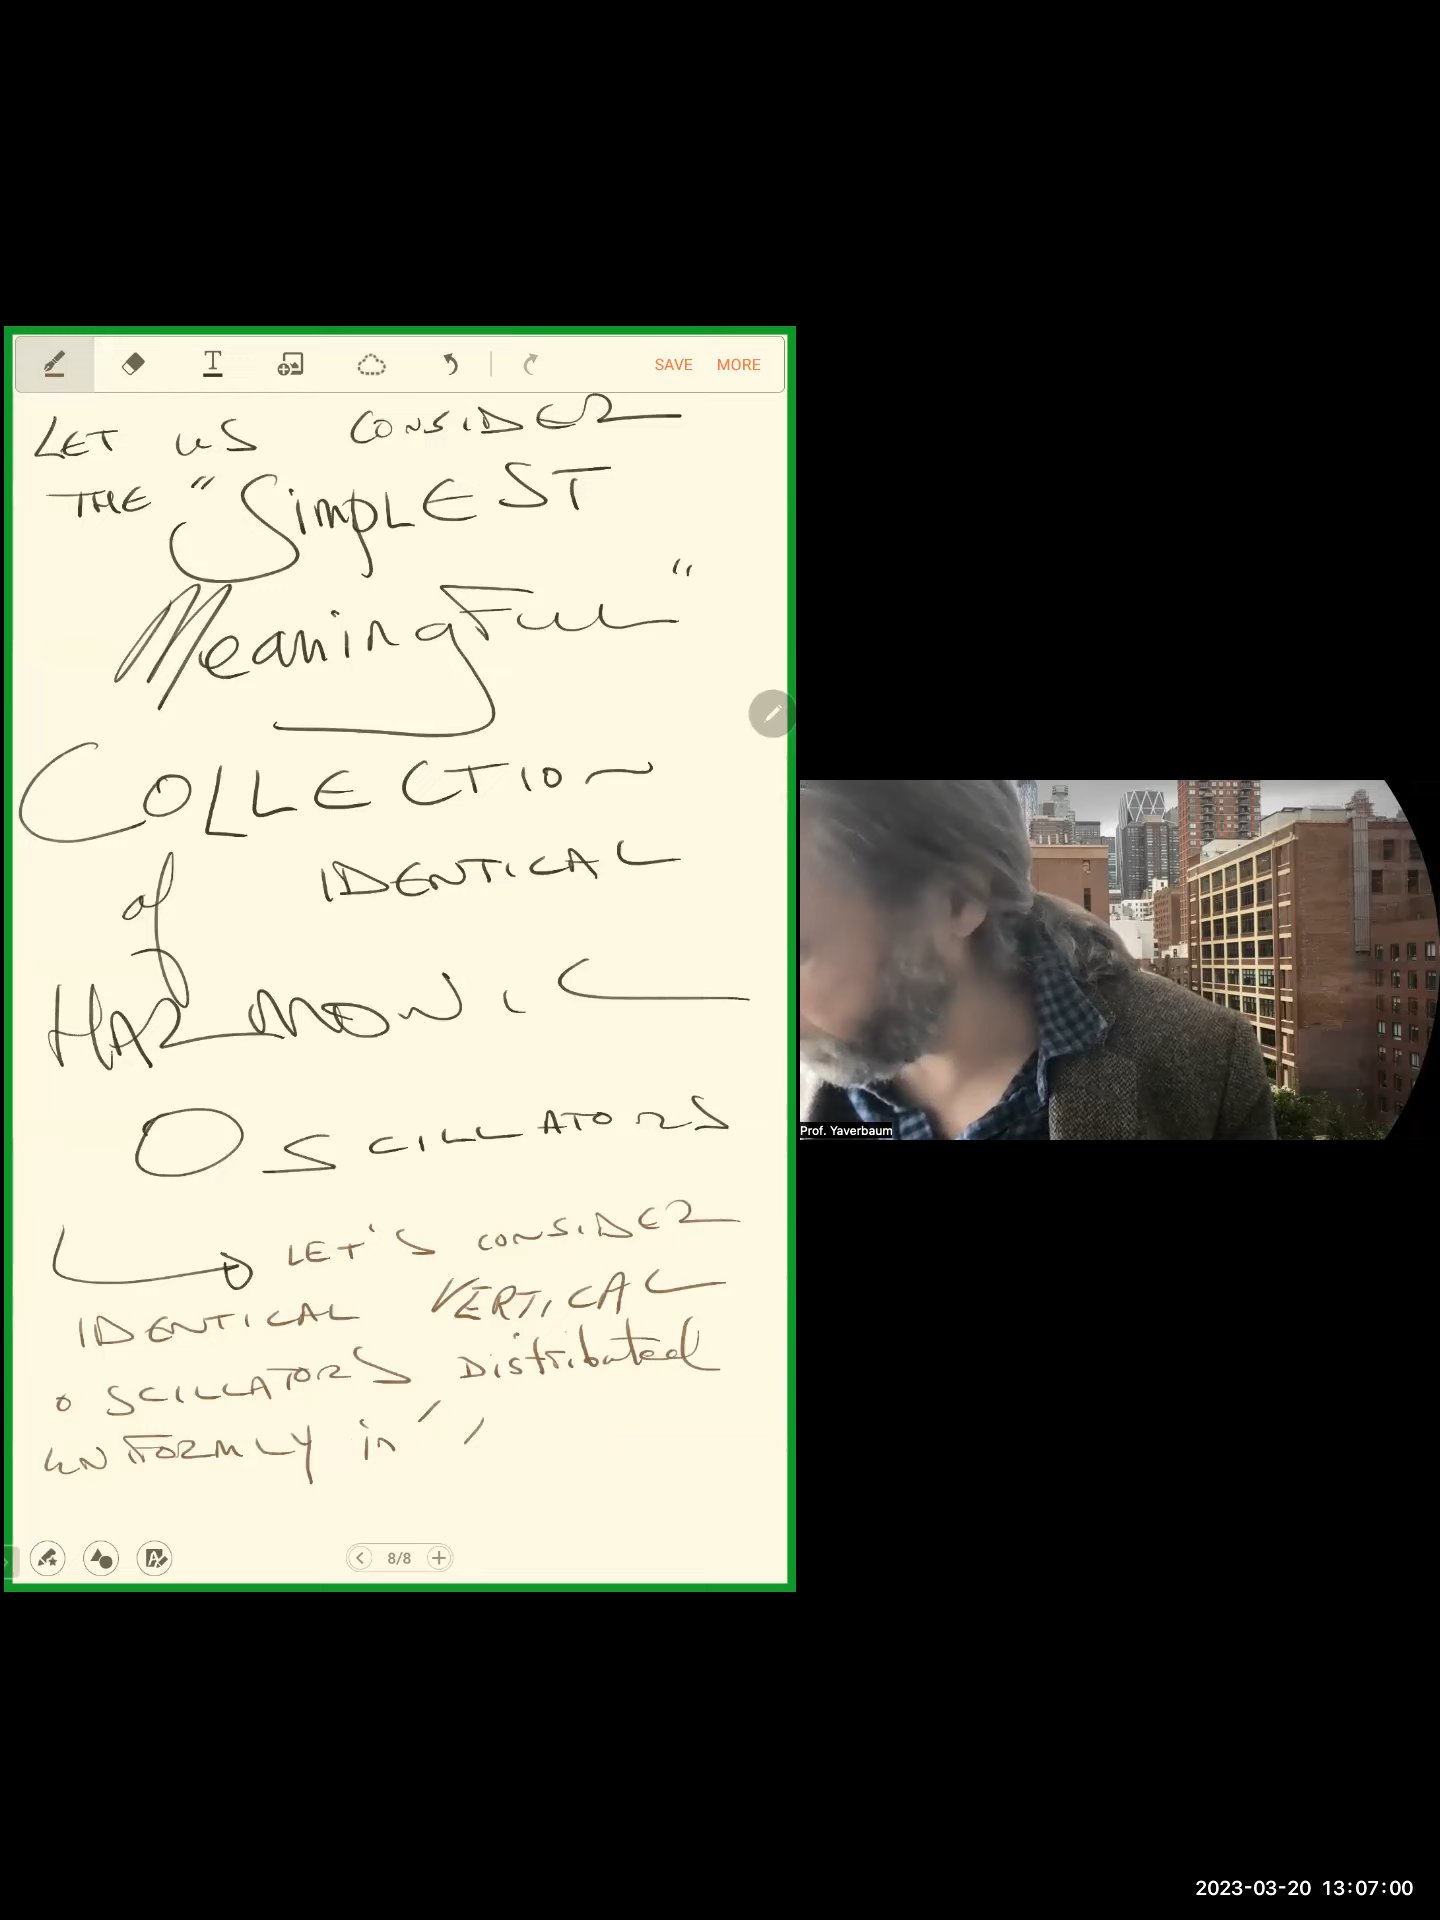 SAVE MORE
LET US CONSIDER
THE "SIMPLEST
MeaningFUL"
COLLECTION
of IDENTICAL
HARMONIC
OSCILLATORS
LET'S CONSIDER
IDENTICAL VERTICAL
OSCILLATORS Distributed
UNIFORMLY in
8/8
Prof. Yaverbaum
2023-03-20 13:07:00